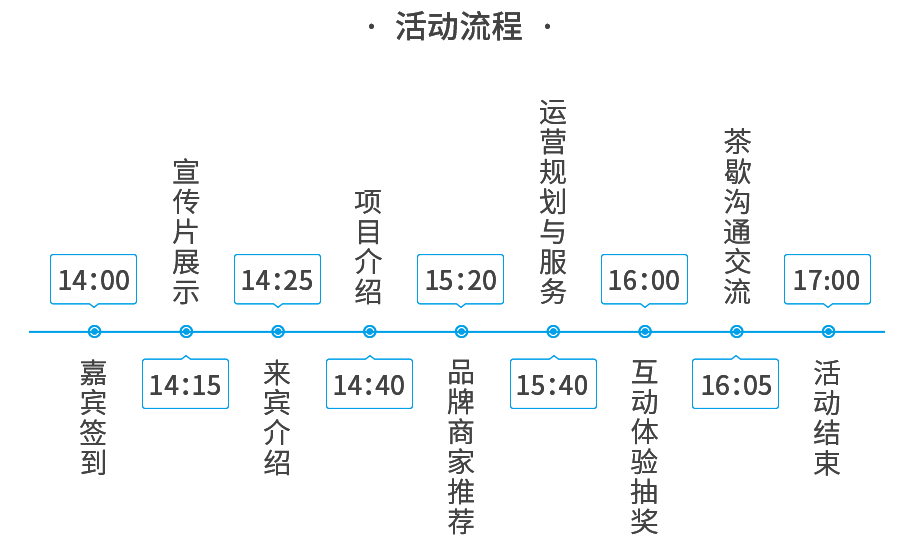 · 活动流程 ·
14:00
嘉宾签到
宣传片展示
14:15
14:25
来宾介绍
项目介绍
14:40
15:20
品牌商家推荐
运营规划与服务
15:40
16:00
互动体验抽奖
茶歇沟通交流
16:05
17:00
活动结束